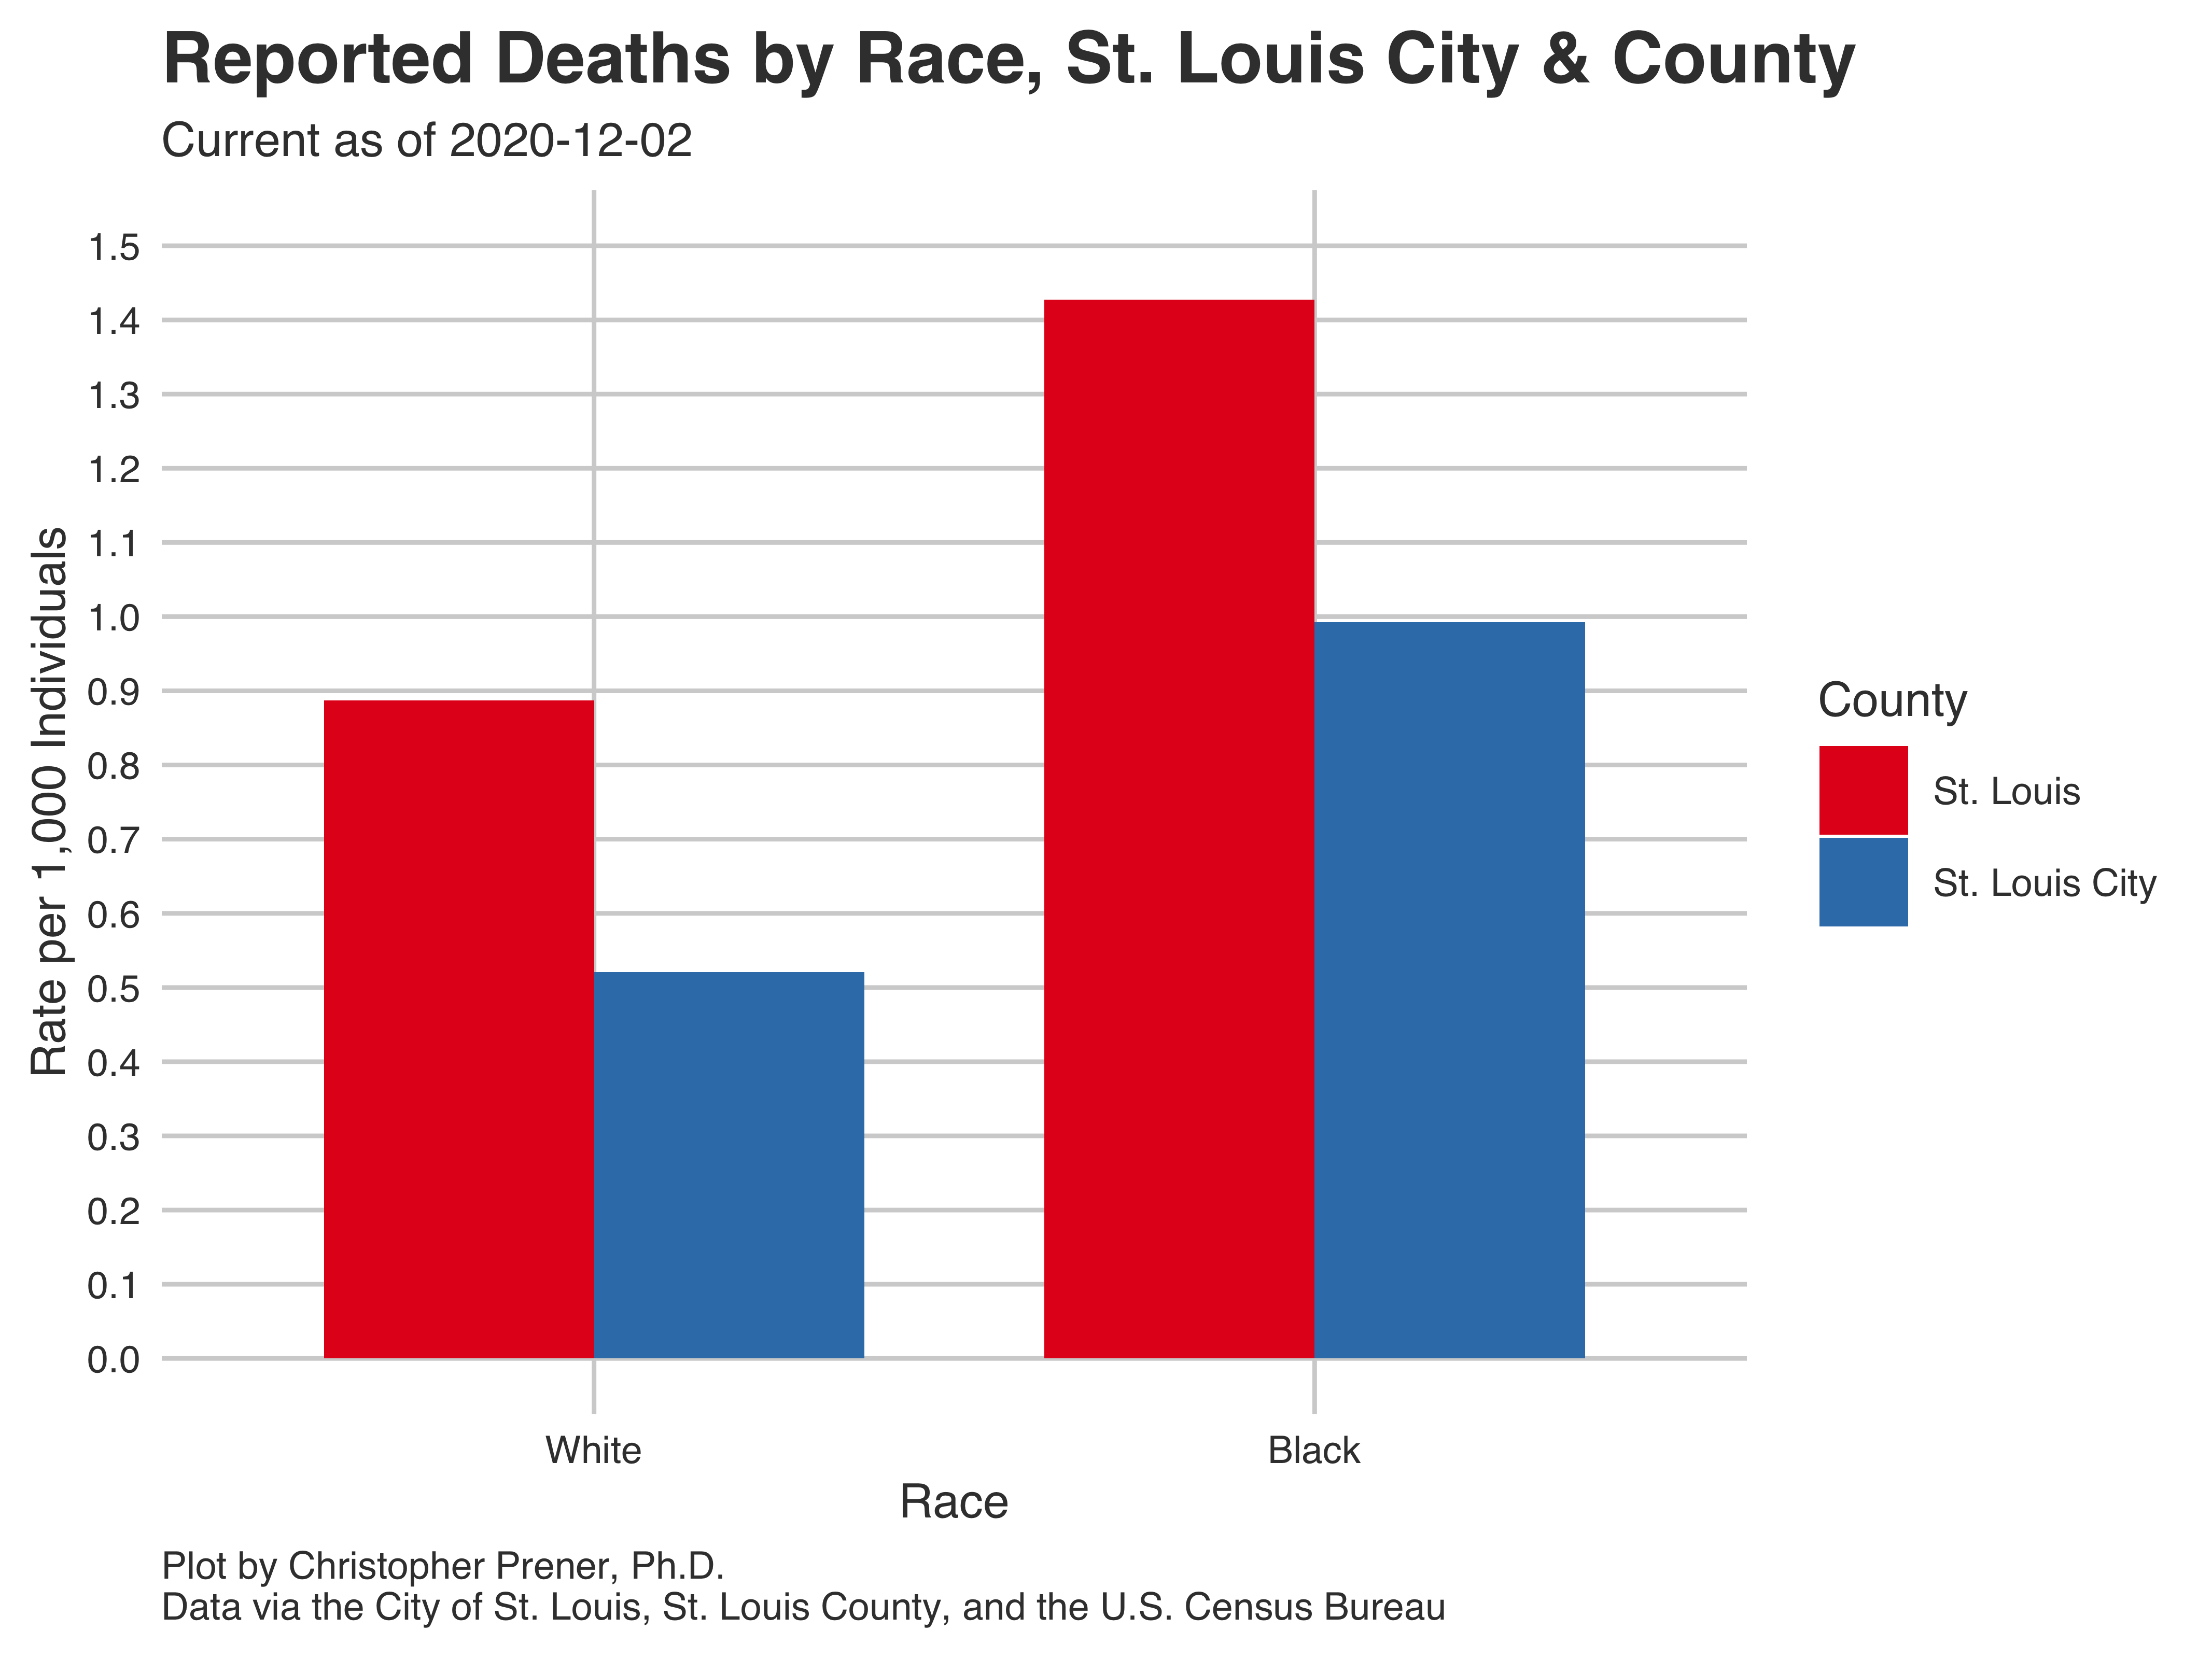 Reported Deaths by Race, St. Louis City & County
Current as of 2020-12-02
Rate per 1,000 Individuals
1.5
1.4
1.3
1.2
1.1
1.0
0.9
0.8
0.7
0.6
0.5
0.4
0.3
0.2
0.1
0.0
White
Black
Race
County
St. Louis
St. Louis City
Plot by Christopher Prener, Ph.D.
Data via the City of St. Louis, St. Louis County, and the U.S. Census Bureau